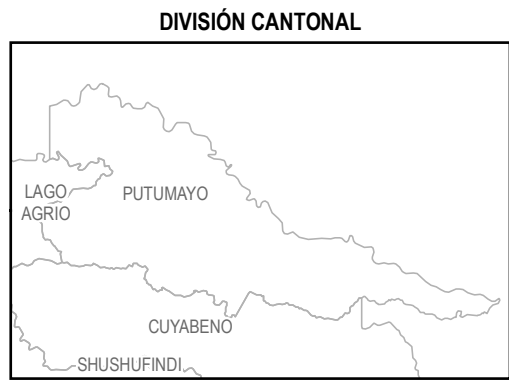 DIVISIÓN CANTONAL
LAGO
AGRIO
PUTUMAYO
CUYABENO
SHUSHUFINDI